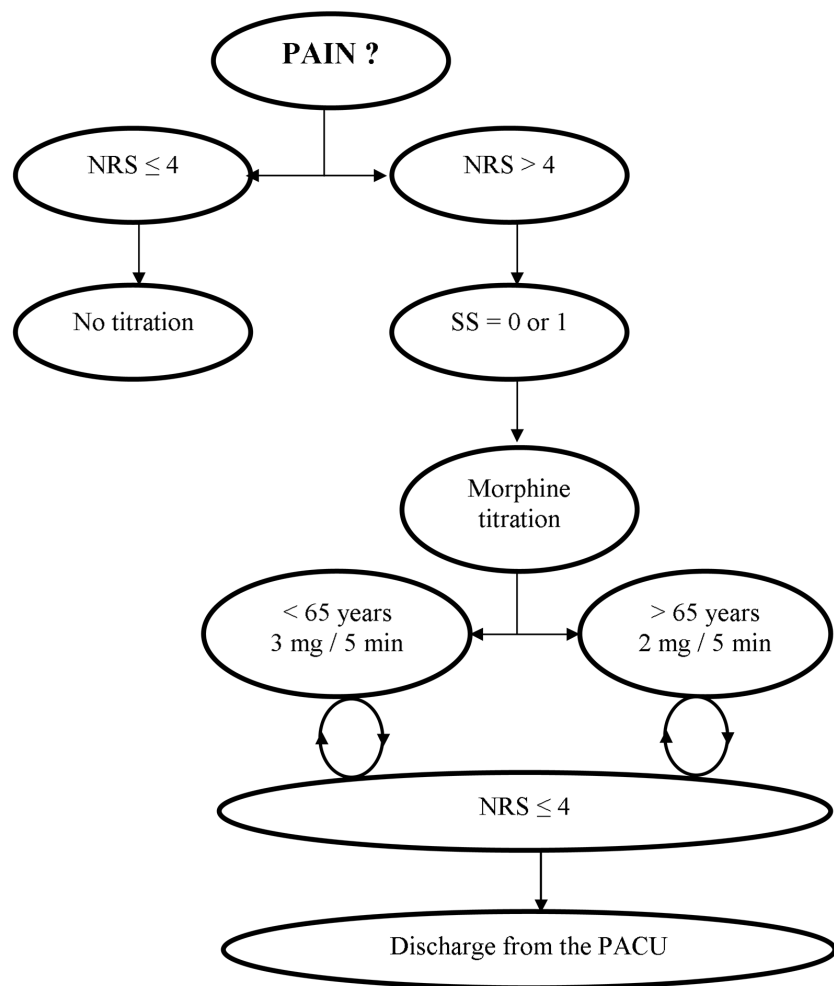 PAIN ?
NRS ≤ 4
NRS > 4
No titration
SS = 0 or 1
Morphine
titration
< 65 years
3 mg / 5 min
> 65 years
2 mg / 5 min
NRS ≤ 4
Discharge from the PACU